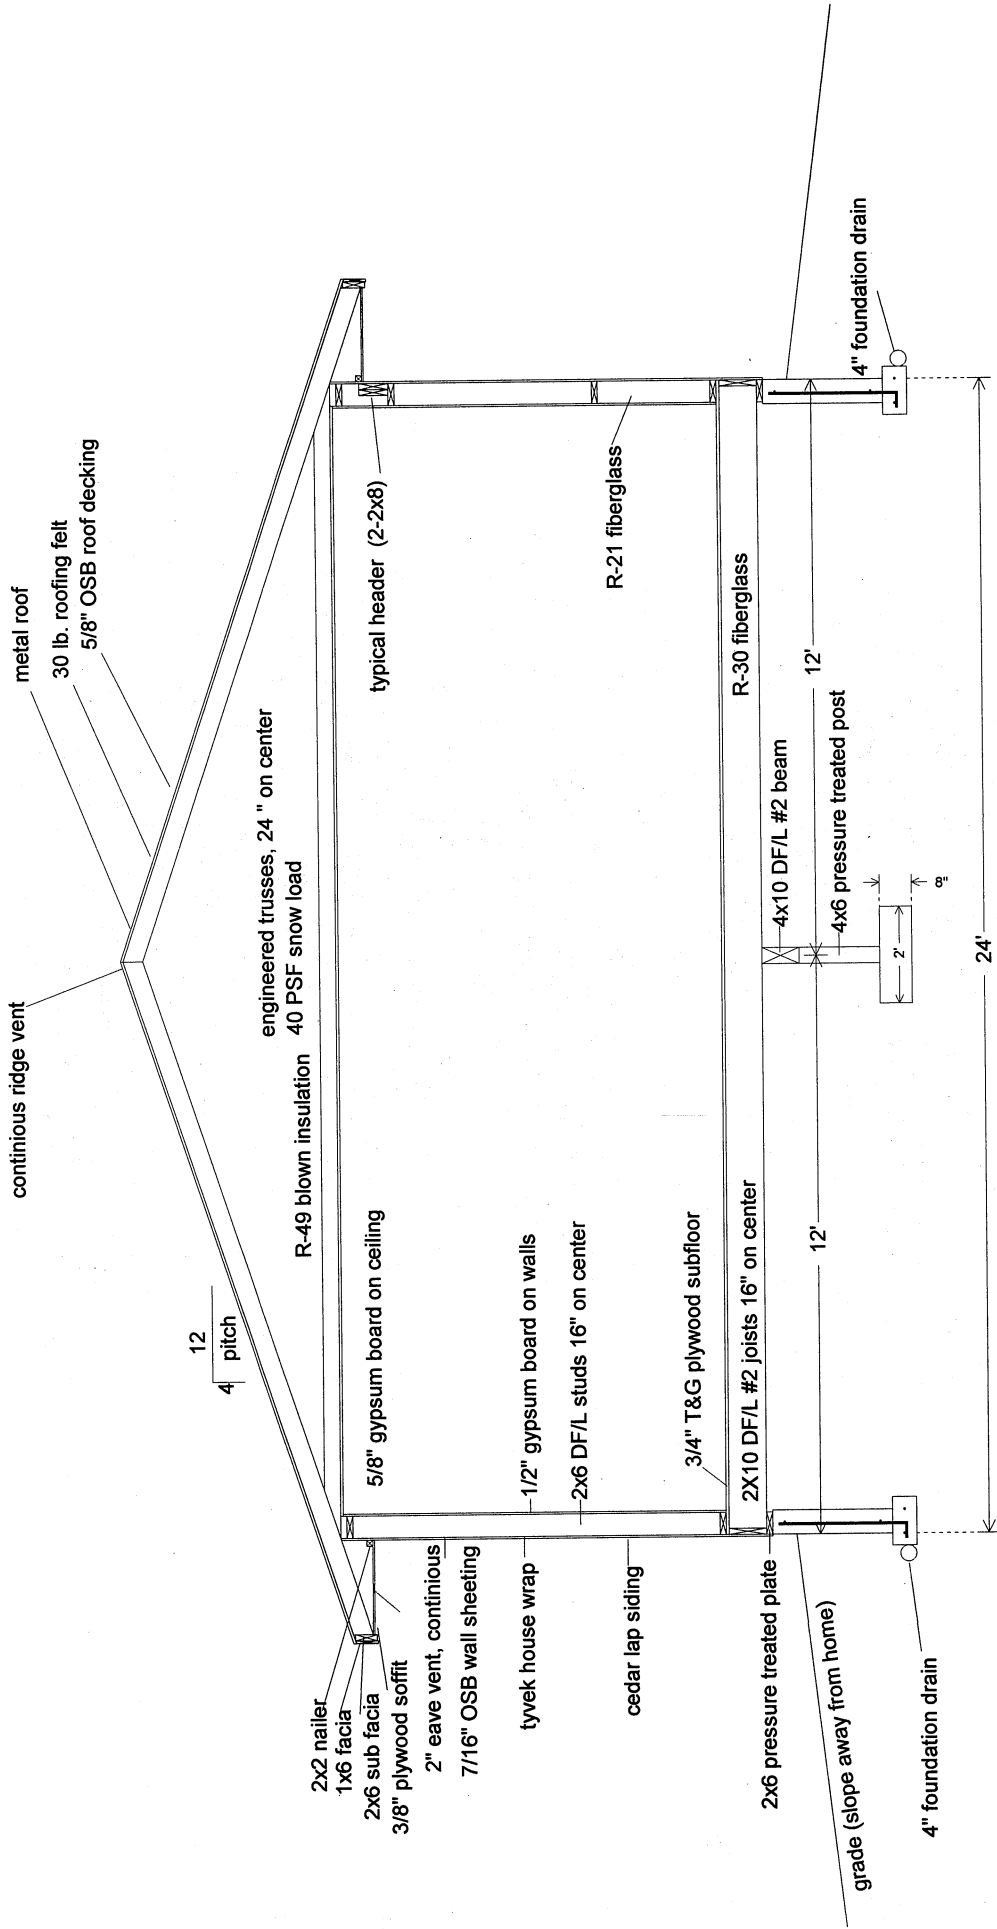 continious ridge vent
metal roof
30 lb. roofing felt
5/8" OSB roof decking
12
4
pitch
engineered trusses, 24 " on center
40 PSF snow load
R-49 blown insulation
2x2 nailer
1x6 facia
2x6 sub facia
3/8" plywood soffit
2" eave vent, continious
7/16" OSB wall sheeting
tyvek house wrap
cedar lap siding
2x6 pressure treated plate
grade (slope away from home)
4" foundation drain
5/8" gypsum board on ceiling
1/2" gypsum board on walls
2x6 DF/L studs 16" on center
3/4" T&G plywood subfloor
2X10 DF/L #2 joists 16" on center
typical header (2-2x8)
R-21 fiberglass
R-30 fiberglass
4x10 DF/L #2 beam
4x6 pressure treated post
12'
12'
2'
8"
24'
4" foundation drain